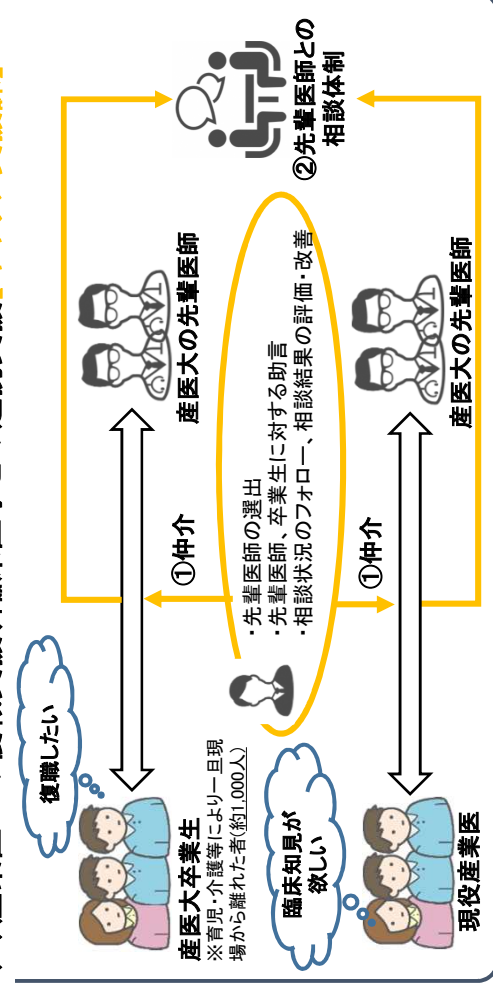 復職したい
産医大卒業生
※育児・介護等により一旦現
場から離れた者(約1,000人)
①仲介
産医大の先輩医師
②先輩医師との
相談体制
・先輩医師の選出
・先輩医師、卒業生に対する助言
・相談状況のフォロー、相談結果の評価・改善
臨床知見が
欲しい
現役産業医
①仲介
産医大の先輩医師